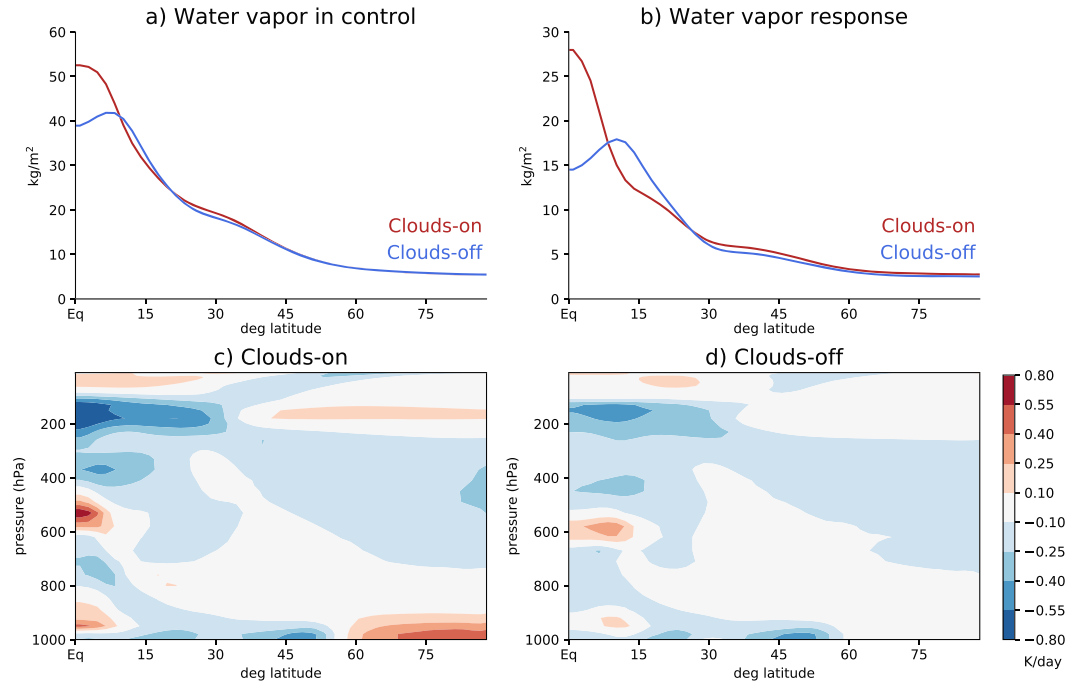 a) Water vapor in control
60
50
40
30
20
10
0
kg/m²
Clouds-on
Clouds-off
Eq 15 30 45 60 75
deg latitude
b) Water vapor response
30
25
20
15
10
5
0
kg/m²
Clouds-on
Clouds-off
Eq 15 30 45 60 75
deg latitude
c) Clouds-on
200
400
600
800
1000
pressure (hPa)
Eq 15 30 45 60 75
deg latitude
d) Clouds-off
200
400
600
800
1000
pressure (hPa)
Eq 15 30 45 60 75
deg latitude
0.80
0.55
0.40
0.25
0.10
−0.10
−0.25
−0.40
−0.55
−0.80
K/day